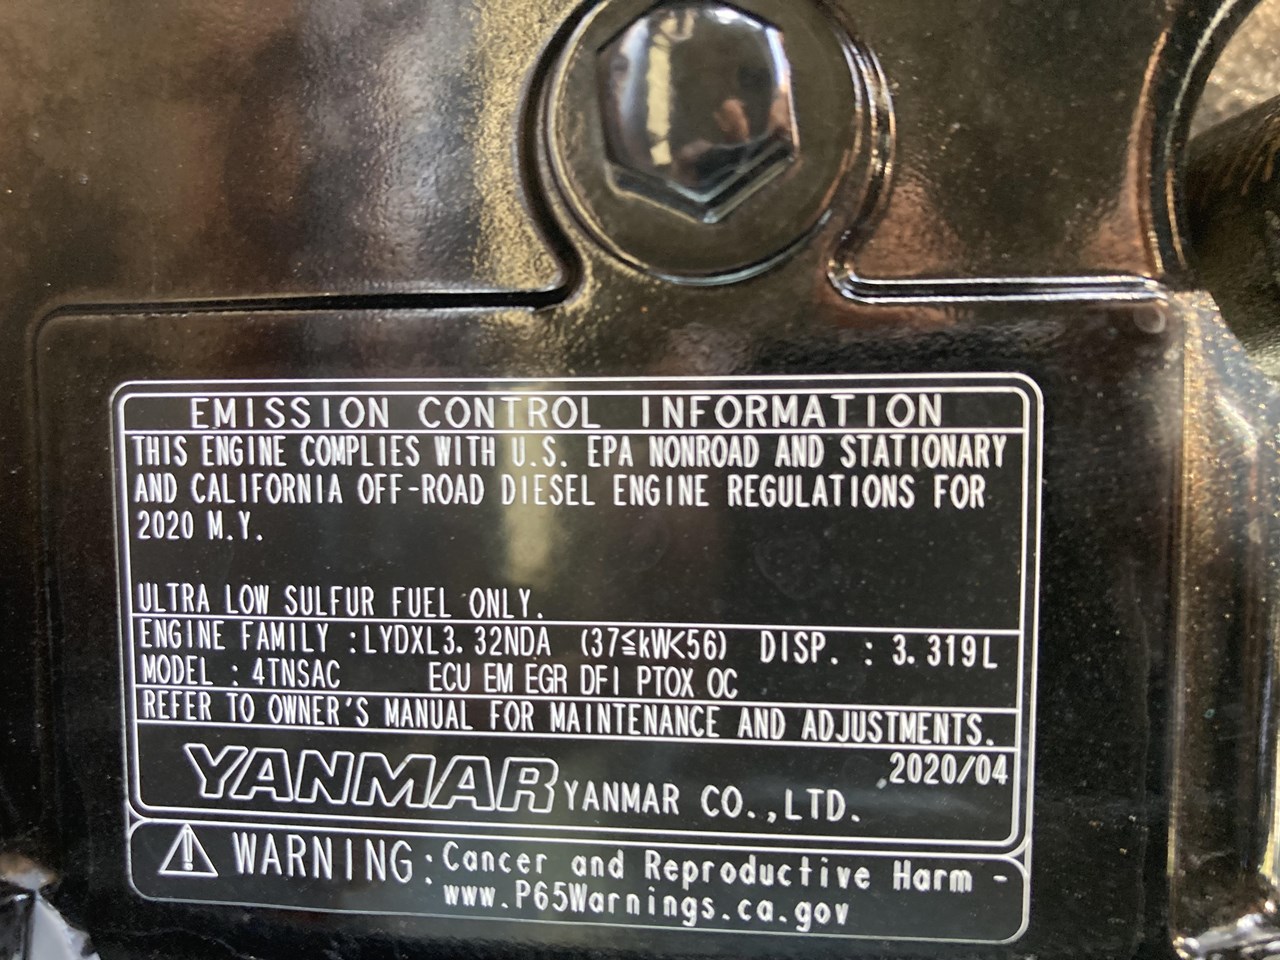 EMISSION CONTROL INFORMATION
THIS ENGINE COMPLIES WITH U.S. EPA NONROAD AND STATIONARY
AND CALIFORNIA OFF-ROAD DIESEL ENGINE REGULATIONS FOR
2020 M.Y.
ULTRA LOW SULFUR FUEL ONLY.
ENGINE FAMILY :LYDXL3.32NDA (37≦kW<56) DISP. : 3.319L
MODEL : 4TNSAC ECU EM EGR DFI PTOX OC
REFER TO OWNER'S MANUAL FOR MAINTENANCE AND ADJUSTMENTS.
2020/04
YANMAR YANMAR CO.,LTD.
WARNING:Cancer and Reproductive Harm -
www.P65Warnings.ca.gov